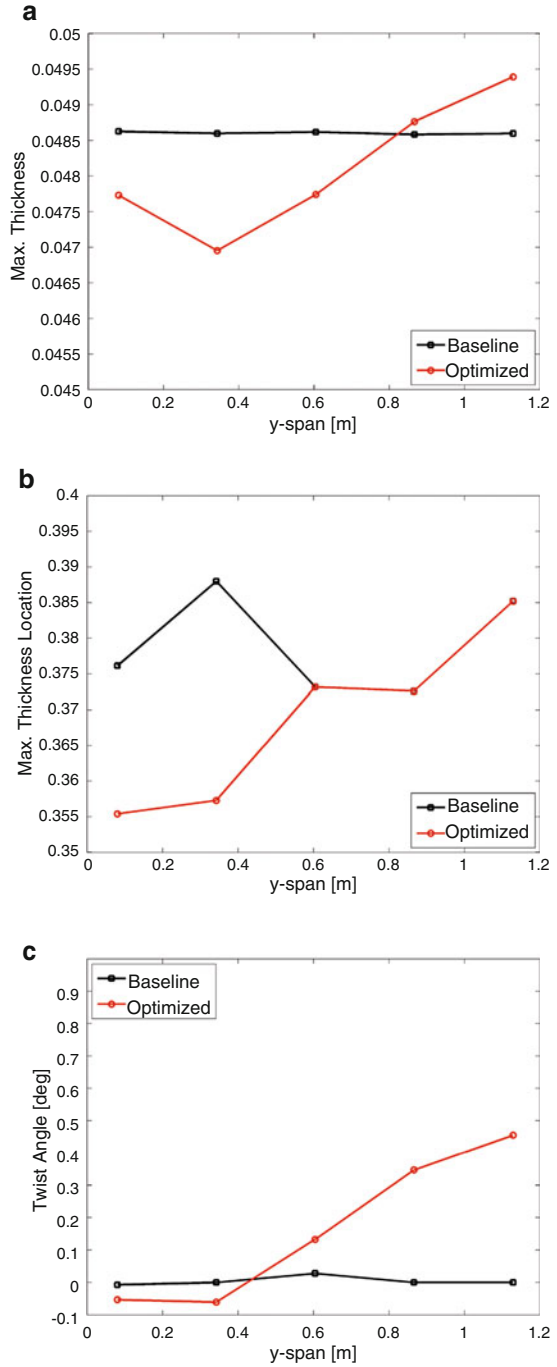 a
0.05
0.0495
0.049
0.0485
0.048
0.0475
0.047
0.0465
0.046
0.0455
0.045
Max. Thickness
Baseline
Optimized
0 0.2 0.4 0.6 0.8 1 1.2
y-span [m]
b
0.4
0.395
0.39
0.385
0.38
0.375
0.37
0.365
0.36
0.355
0.35
Max. Thickness Location
Baseline
Optimized
0 0.2 0.4 0.6 0.8 1 1.2
y-span [m]
c
Baseline
Optimized
0.9
0.8
0.7
0.6
0.5
0.4
0.3
0.2
0.1
0
-0.1
Twist Angle [deg]
0 0.2 0.4 0.6 0.8 1 1.2
y-span [m]